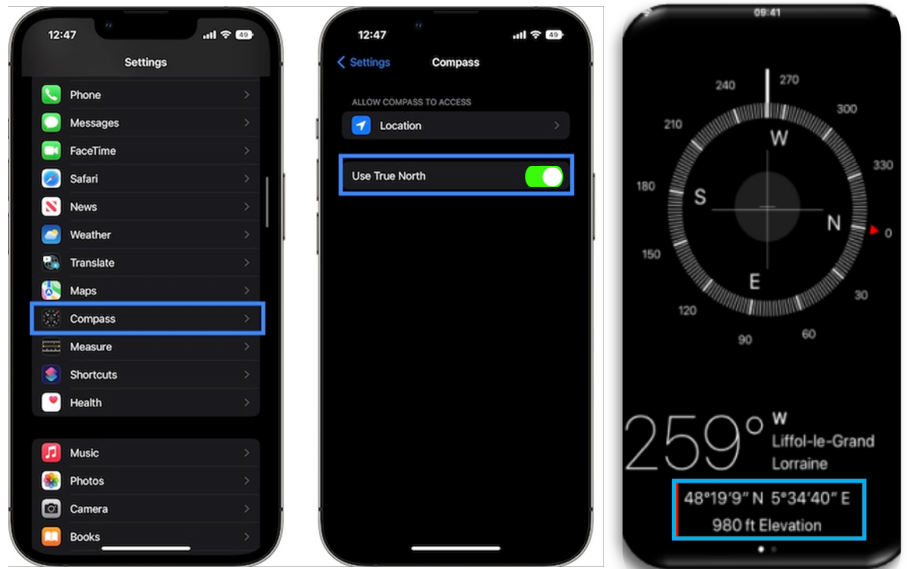 12:47
49
Settings
Phone
Messages
FaceTime
Safari
News
Weather
Translate
Maps
Compass
Measure
Shortcuts
Health
Music
Photos
Camera
Books
12:47
49
Settings Compass
ALLOW COMPASS TO ACCESS
Location
Use True North
09:41
240 270
300
210
W
330
180
S
N
0
150
E
30
120
60
90
259° W
Liffol-le-Grand
Lorraine
48°19'9" N 5°34'40" E
980 ft Elevation